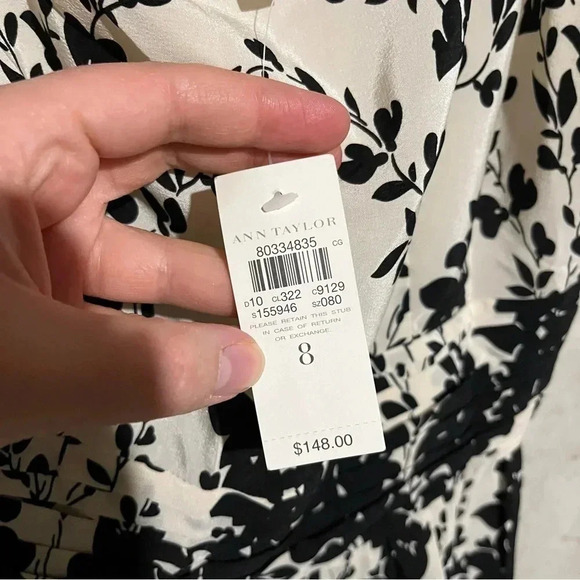 ANN TAYLOR
80334835 CG
D10 CL322 C9129
S155946 SZ080
PLEASE RETAIN THIS STUB
IN CASE OF RETURN
OR EXCHANGE
8
$148.00